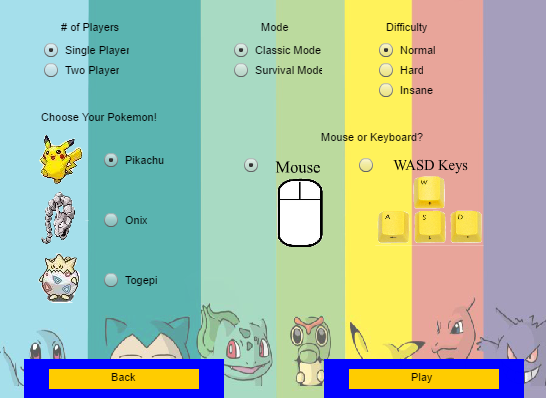 # of Players
Mode
Difficulty
Single Player
Classic Mode
Normal
Two Player
Survival Mode
Hard
Insane
Choose Your Pokemon!
Mouse or Keyboard?
Pikachu
Mouse
WASD Keys
W
A
S
D
Onix
Togepi
Back
Play